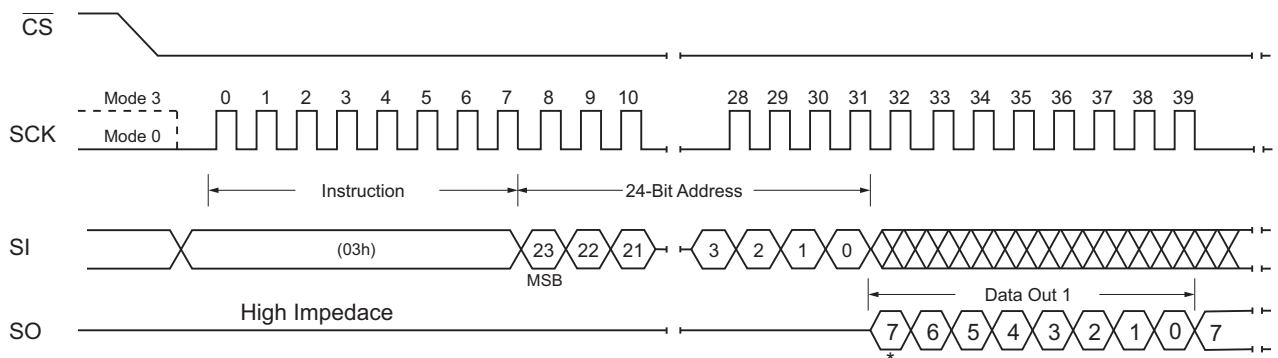 CS
Mode 3
0 1 2 3 4 5 6 7 8 9 10 28 29 30 31 32 33 34 35 36 37 38 39
SCK
Mode 0
Instruction 24-Bit Address
SI (03h) 23 22 21 3 2 1 0
MSB
Data Out 1
High Impedace
SO 7 6 5 4 3 2 1 0 7
*